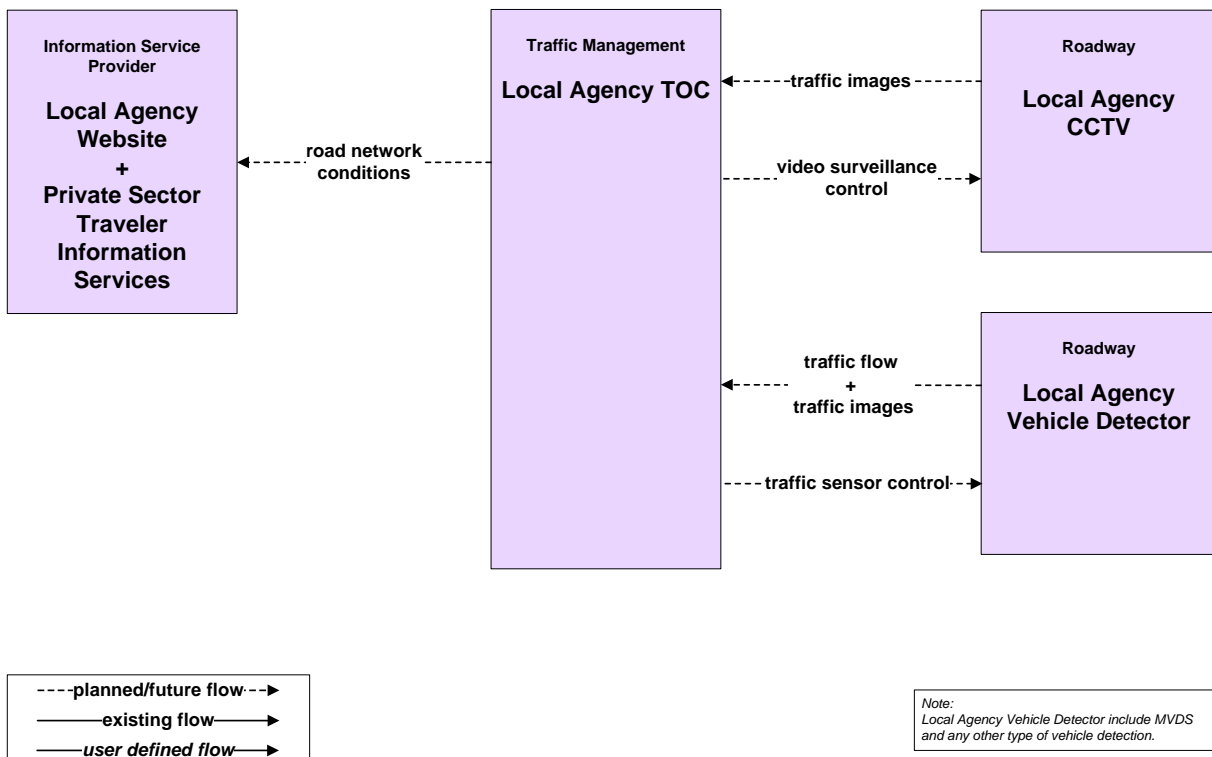 Information Service
Provider
Local Agency
Website
+
Private Sector
Traveler
Information
Services
road network
conditions
Traffic Management
Local Agency TOC
traffic images
video surveillance
control
Roadway
Local Agency
CCTV
traffic flow
+
traffic images
traffic sensor control
Roadway
Local Agency
Vehicle Detector
planned/future flow
existing flow
user defined flow
Note:
Local Agency Vehicle Detector include MVDS
and any other type of vehicle detection.